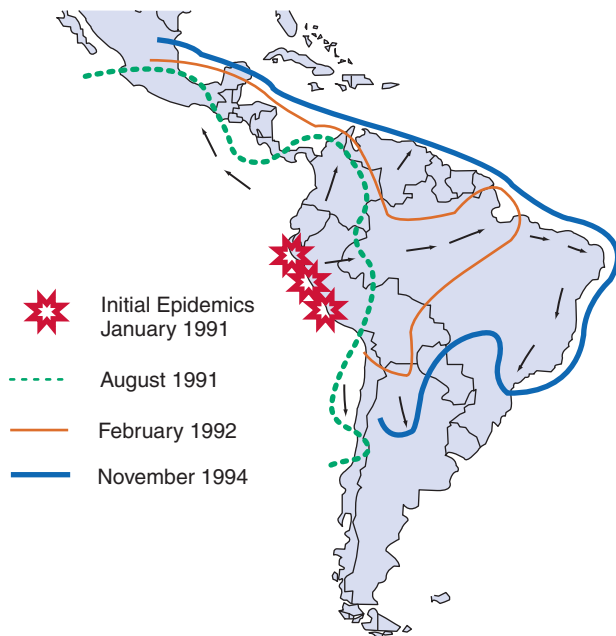 Initial Epidemics
January 1991
August 1991
February 1992
November 1994